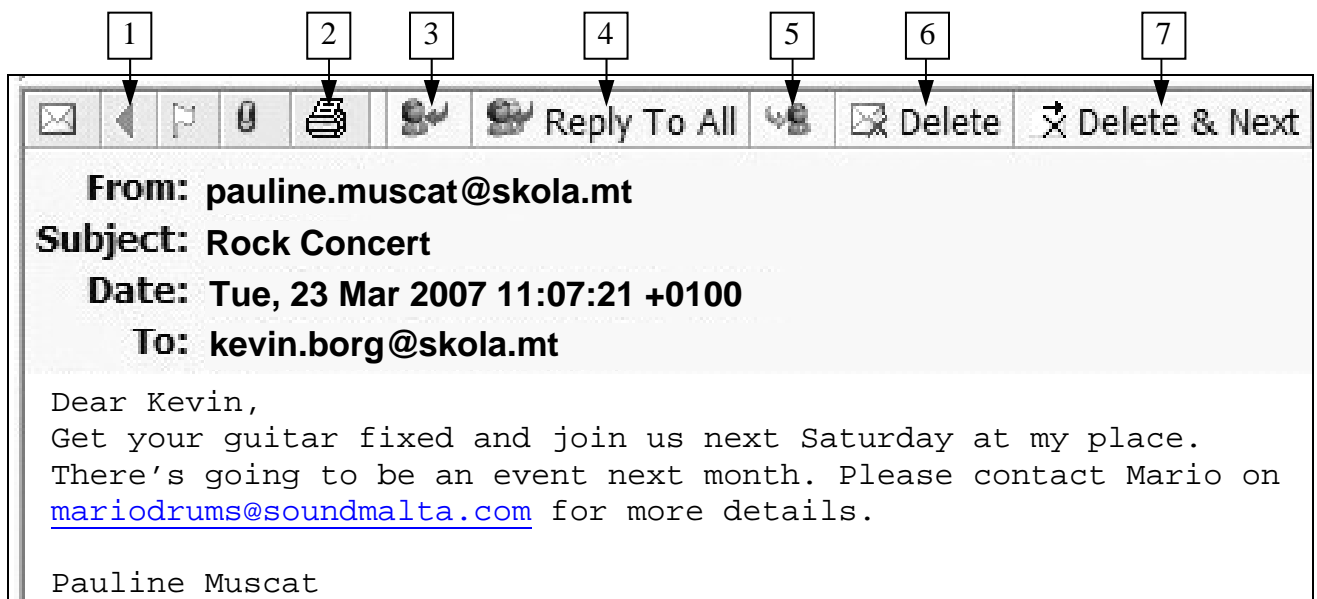 1 2 3 4 5 6 7
Reply To All Delete Delete & Next
From: pauline.muscat@skola.mt
Subject: Rock Concert
Date: Tue, 23 Mar 2007 11:07:21 +0100
To: kevin.borg@skola.mt
Dear Kevin,
Get your guitar fixed and join us next Saturday at my place.
There's going to be an event next month. Please contact Mario on
mariodrums@soundmalta.com for more details.
Pauline Muscat